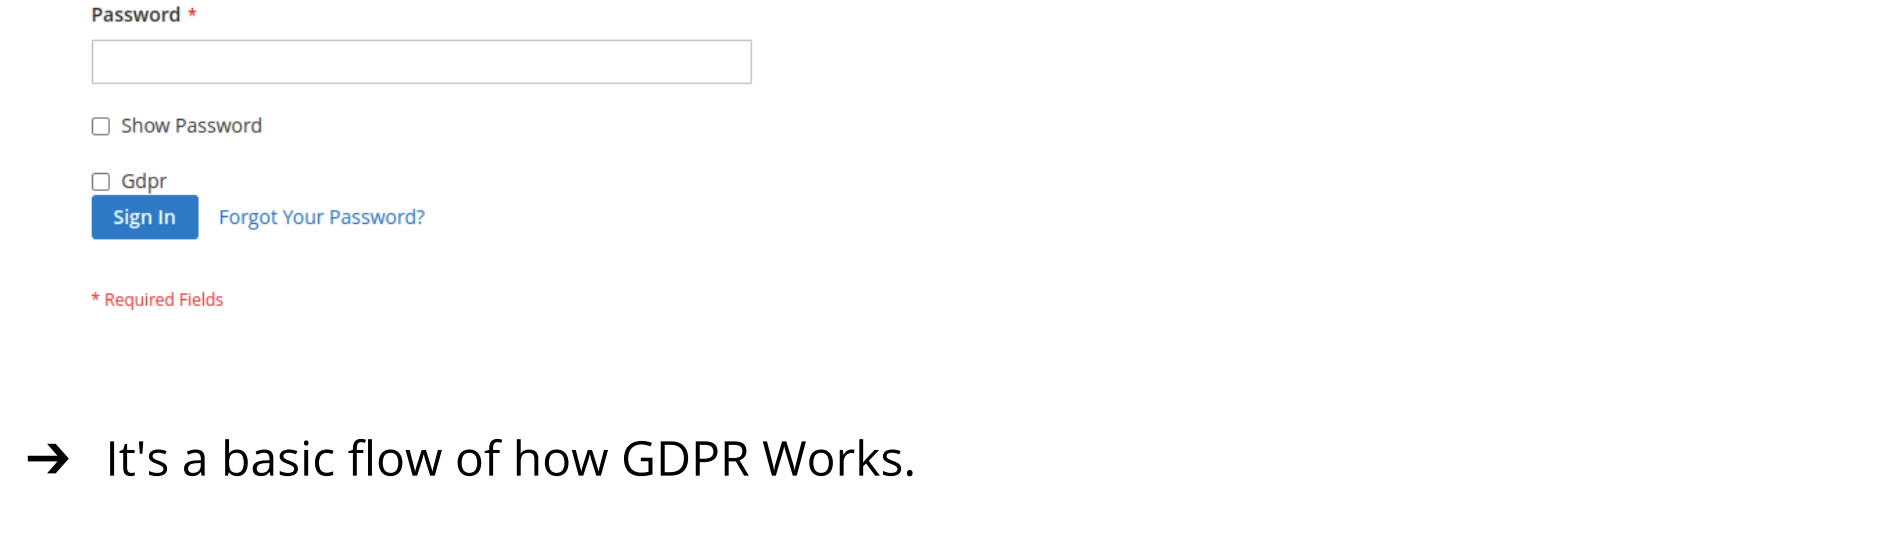 Password *
Show Password
Gdpr
Sign In Forgot Your Password?
* Required Fields
➔ It's a basic flow of how GDPR Works.